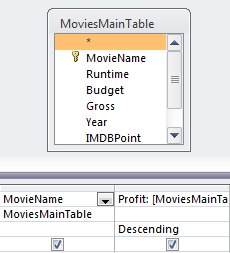 MoviesMainTable
*
MovieName
Runtime
Budget
Gross
Year
IMDBPoint
MovieName Profit: [MoviesMainTa
MoviesMainTable
Descending